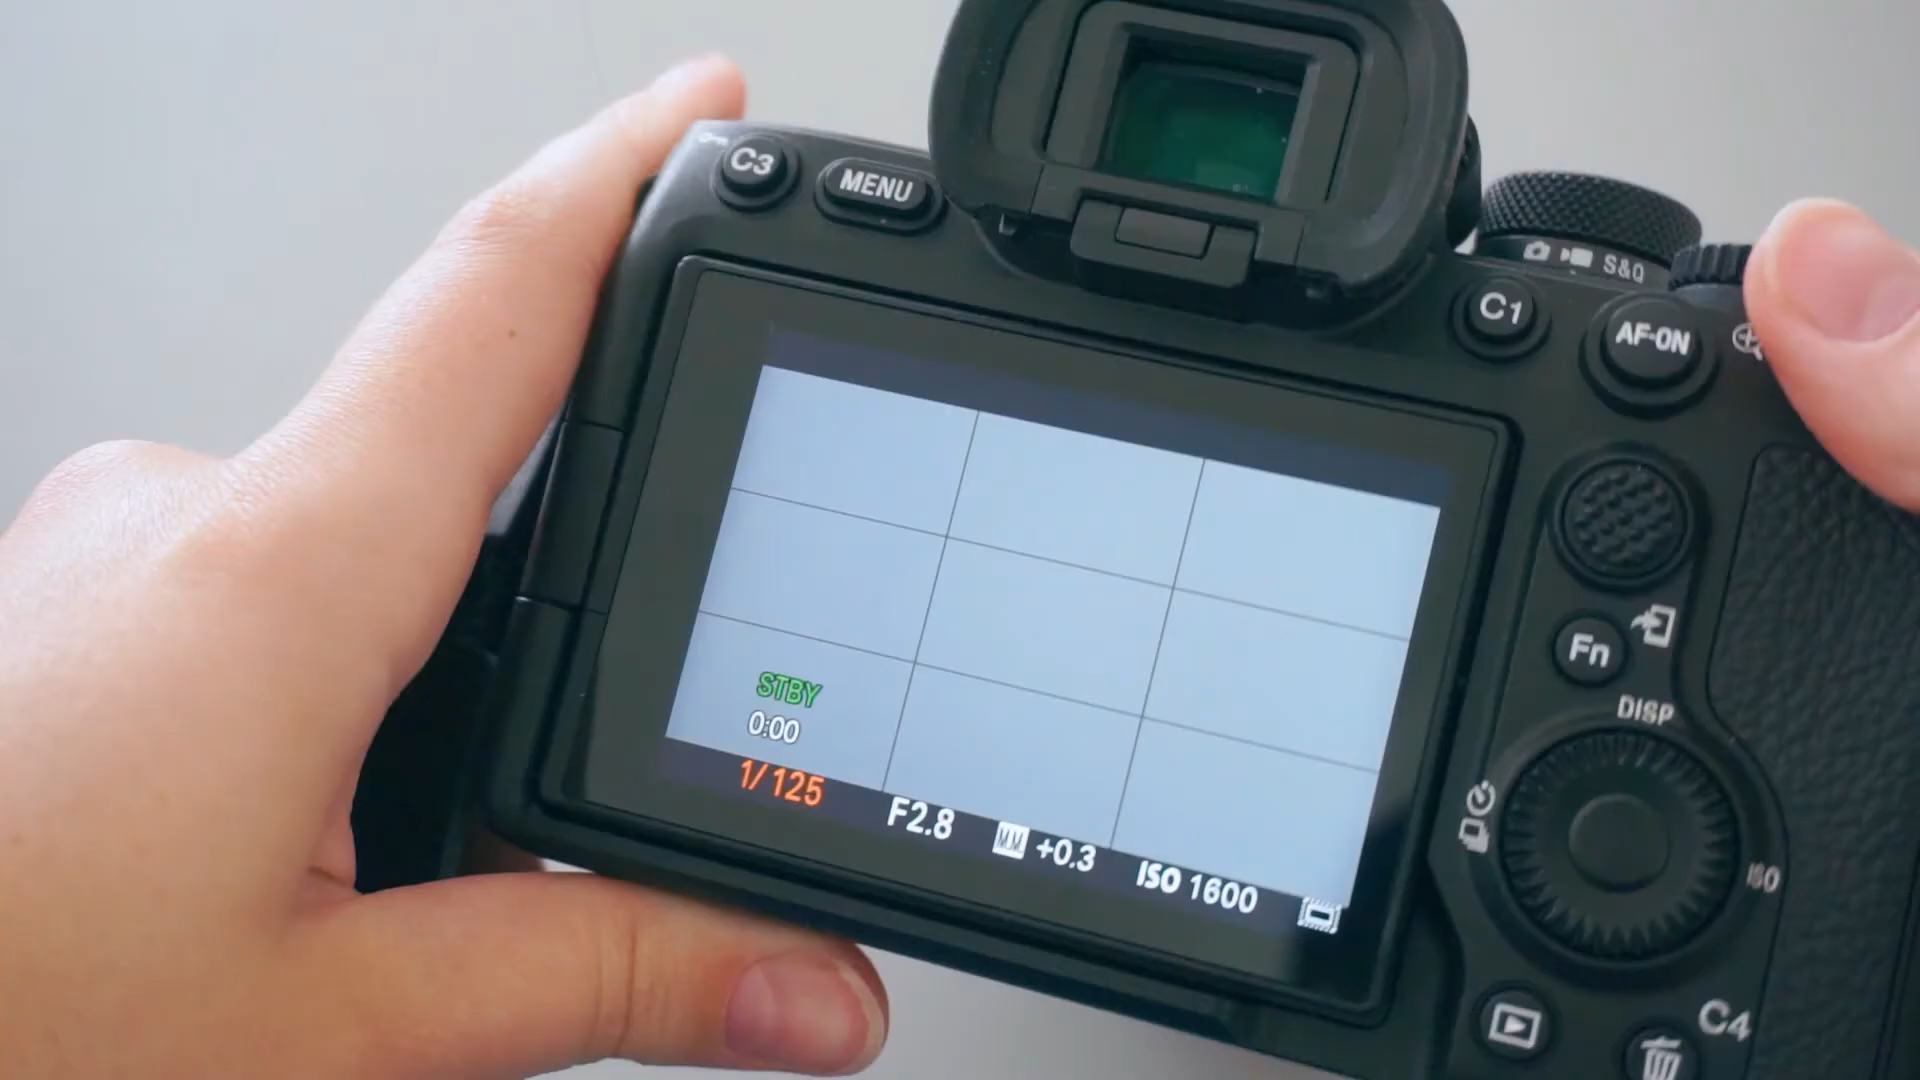 C3
MENU
S&Q
C1
AF-ON
STBY
0:00
1/125
F2.8
M.M. +0.3
ISO 1600
Fn
DISP
ISO
C4